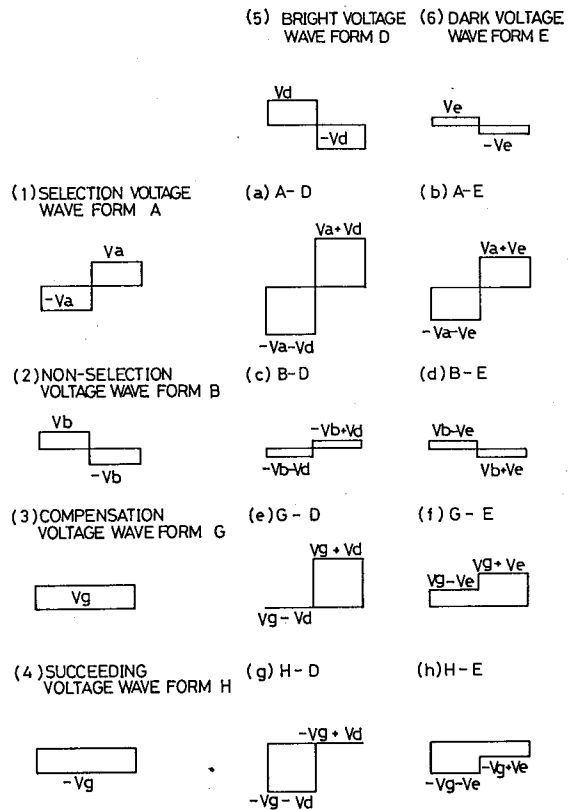 (5) BRIGHT VOLTAGE
WAVE FORM D
(6) DARK VOLTAGE
WAVE FORM E
Vd
-Vd
Ve
-Ve
(1) SELECTION VOLTAGE
WAVE FORM A
(a) A-D
(b) A-E
Va
-Va
Va+Vd
-Va-Vd
Va+Ve
-Va-Ve
(2) NON-SELECTION
VOLTAGE WAVE FORM B
(c) B-D
(d) B-E
Vb
-Vb
-Vb+Vd
-Vb-Vd
Vb-Ve
Vb+Ve
(3) COMPENSATION
VOLTAGE WAVE FORM G
(e) G-D
(f) G-E
Vg
Vg+Vd
Vg-Vd
Vg-Ve
Vg+Ve
(4) SUCCEEDING
VOLTAGE WAVE FORM H
(g) H-D
(h) H-E
-Vg
-Vg+Vd
-Vg-Vd
-Vg+Ve
-Vg-Ve